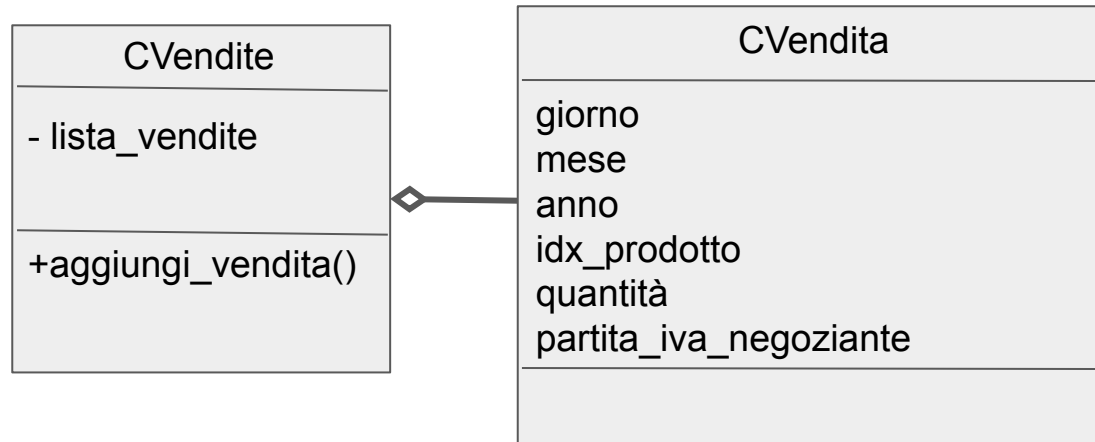 CVendite
- lista_vendite
+aggiungi_vendita()
CVendita
giorno
mese
anno
idx_prodotto
quantità
partita_iva_negoziante